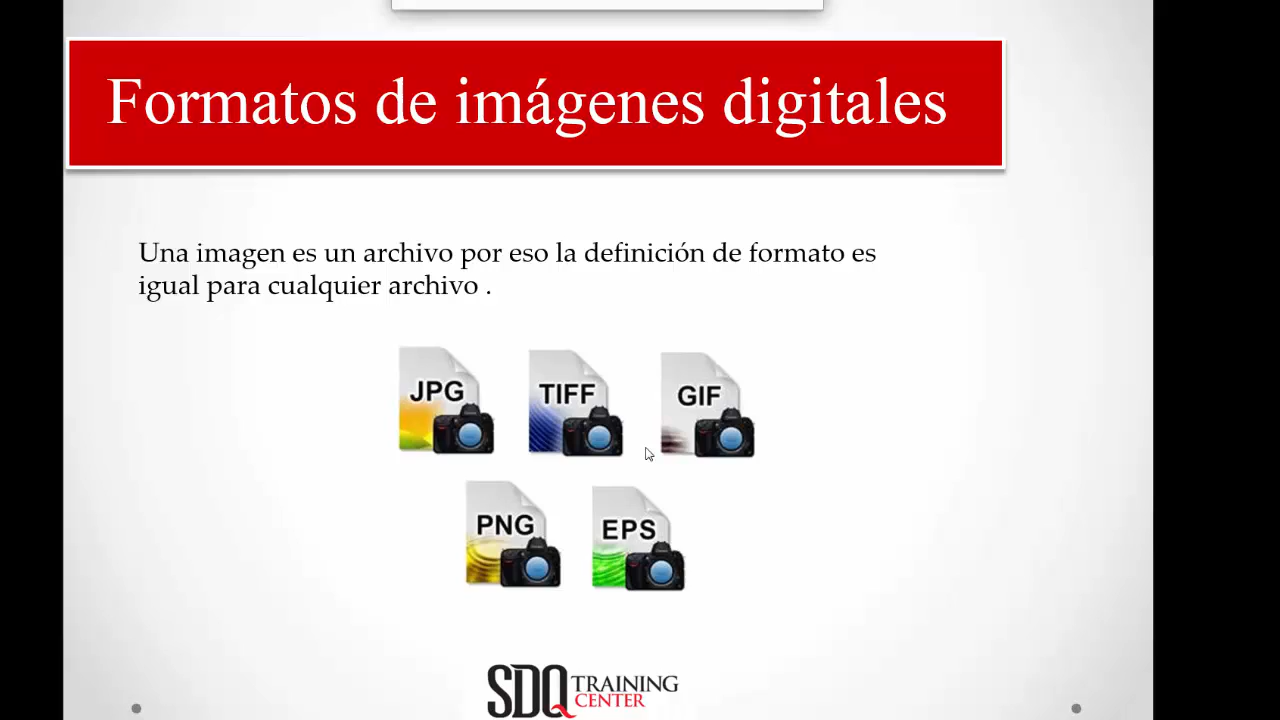 Formatos de imágenes digitales
Una imagen es un archivo por eso la definición de formato es
igual para cualquier archivo .
JPG
TIFF
GIF
PNG
EPS
SDQ TRAINING
CENTER